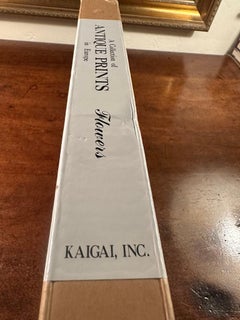 A Collection of
ANTIQUE PRINTS
in Europe
Flowers
KAIGAI, INC.